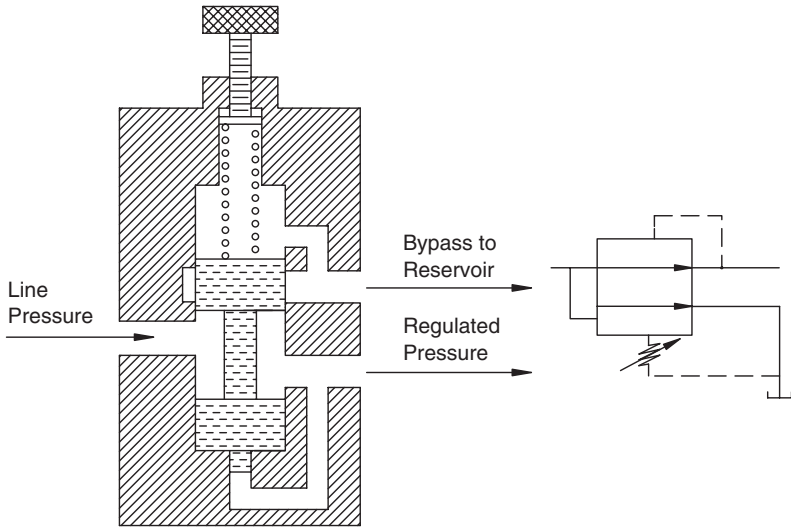 Line
Pressure
Bypass to
Reservoir
Regulated
Pressure